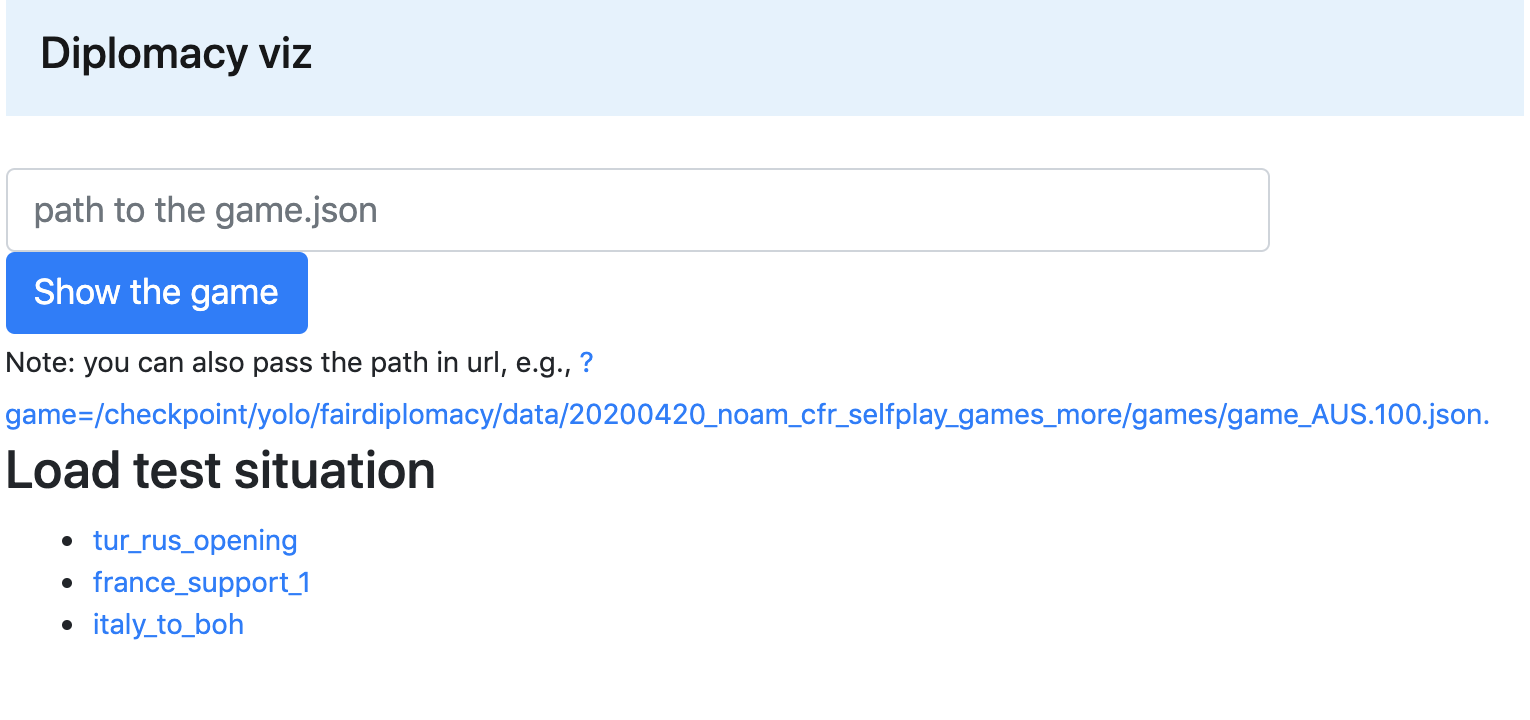 Diplomacy viz
path to the game.json
Show the game
Note: you can also pass the path in url, e.g., ?
game=/checkpoint/yolo/fairdiplomacy/data/20200420_noam_cfr_selfplay_games_more/games/game_AUS.100.json.
Load test situation
• tur_rus_opening
• france_support_1
• italy_to_boh